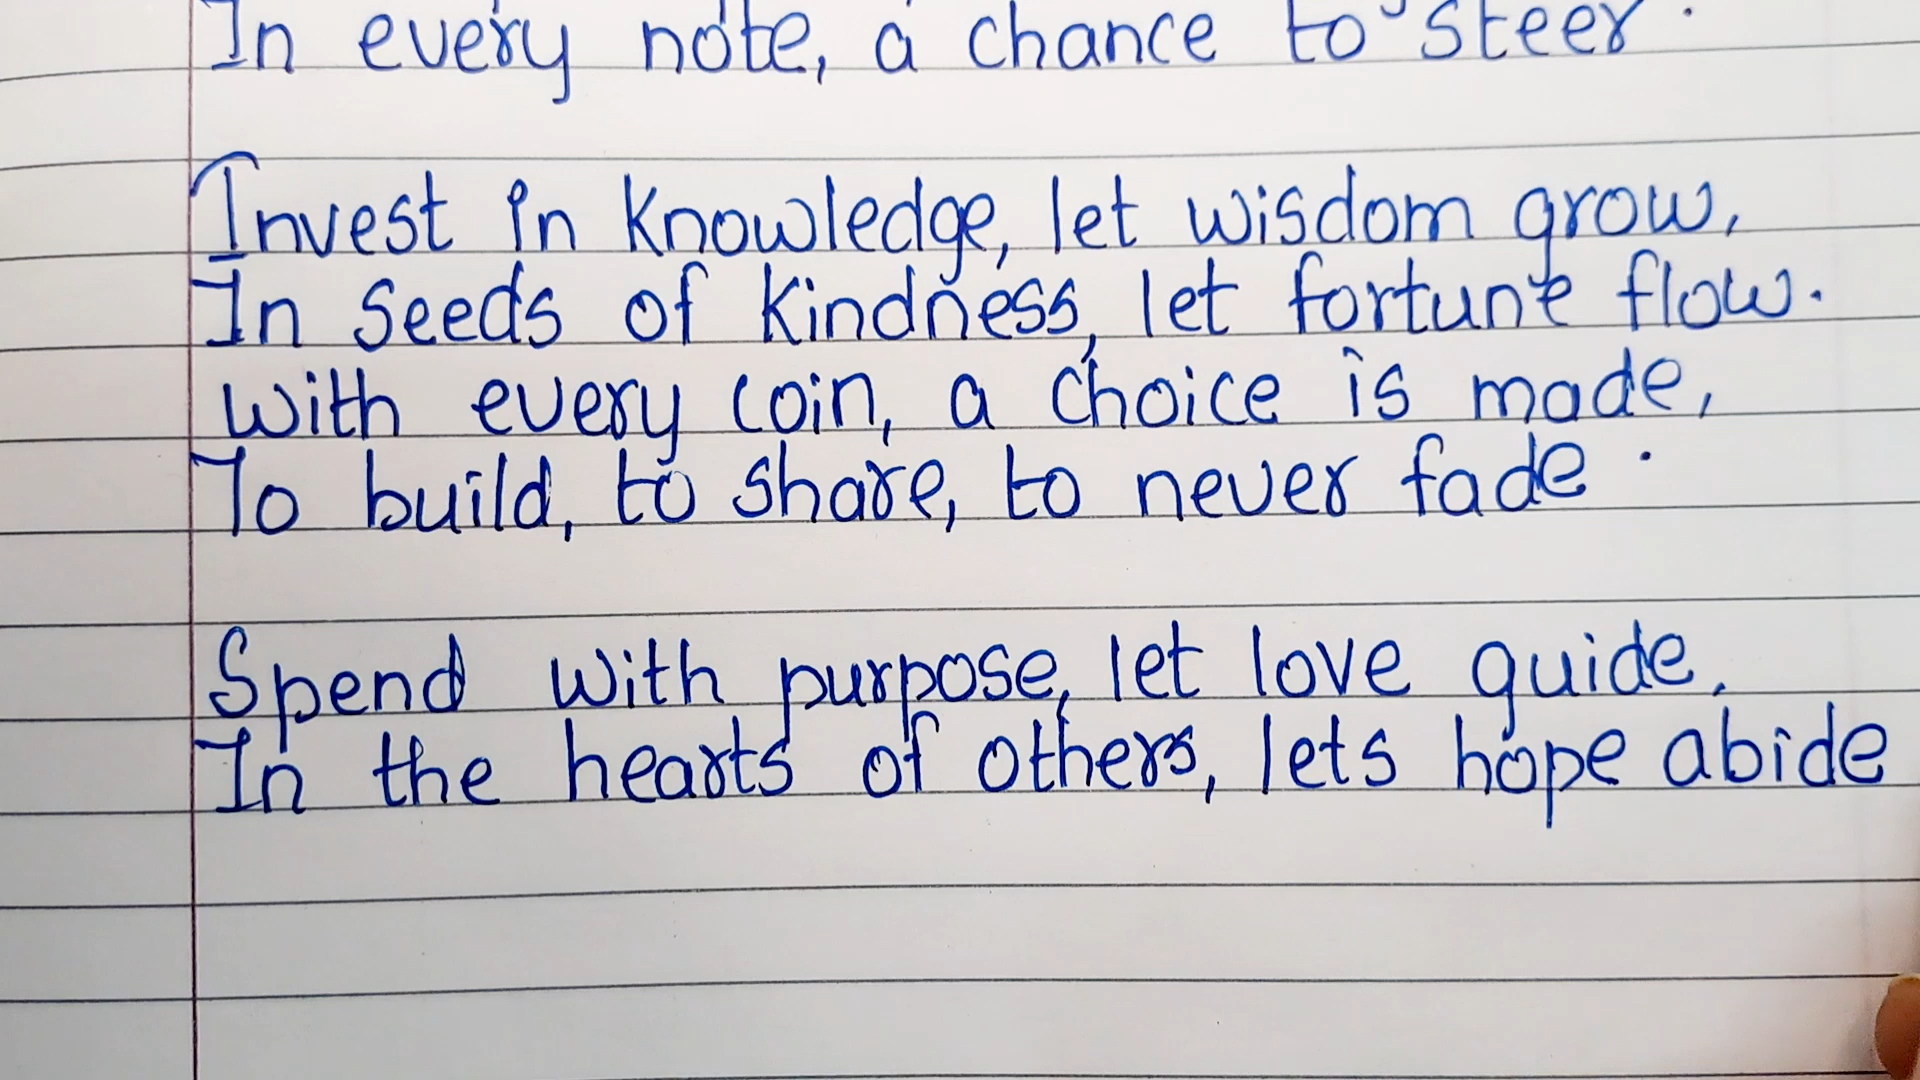 In every note, a chance to steer.
Invest in knowledge, let wisdom grow,
In seeds of kindness, let fortune flow.
with every coin, a choice is made,
To build, to share, to never fade.
Spend with purpose, let love guide,
In the hearts of others, lets hope abide